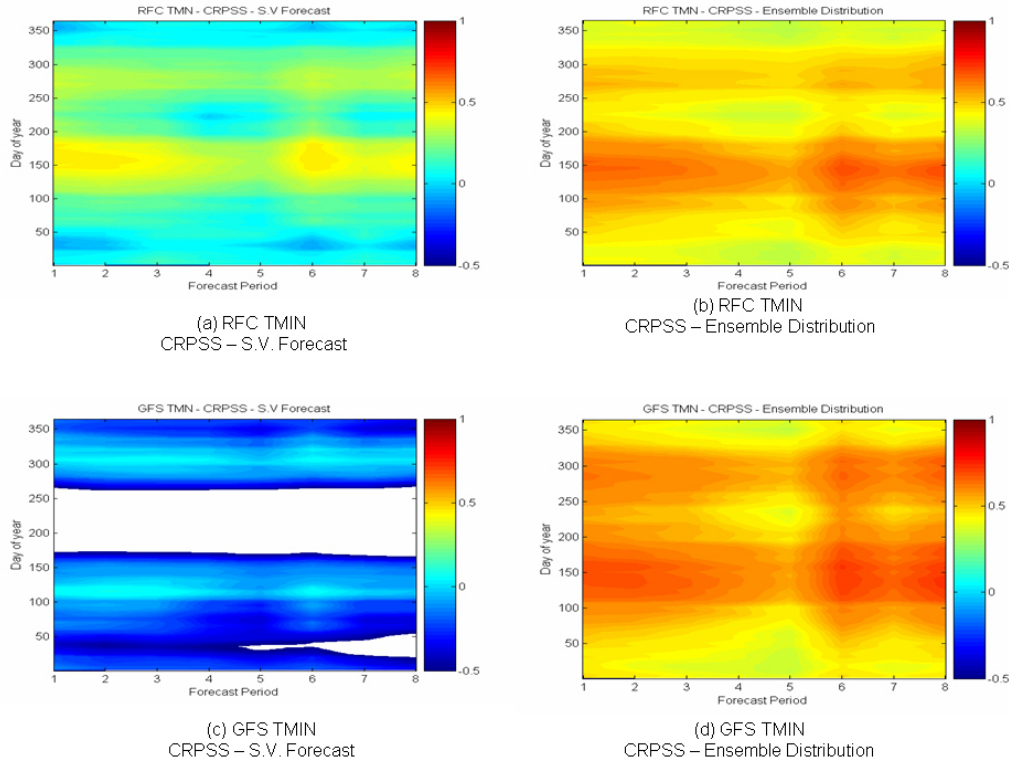 RFC TMN - CRPSS - S.V. Forecast
350
300
250
200
150
100
50
1 2 3 4 5 6 7 8
Day of year
Forecast Period
1
0.5
0
-0.5
(a) RFC TMIN
CRPSS – S.V. Forecast
RFC TMN - CRPSS - Ensemble Distribution
350
300
250
200
150
100
50
1 2 3 4 5 6 7 8
Day of year
Forecast Period
1
0.5
0
-0.5
(b) RFC TMIN
CRPSS – Ensemble Distribution
GFS TMN - CRPSS - S.V Forecast
350
300
250
200
150
100
50
1 2 3 4 5 6 7 8
Day of year
Forecast Period
1
0.5
0
-0.5
(c) GFS TMIN
CRPSS – S.V. Forecast
GFS TMN - CRPSS - Ensemble Distribution
350
300
250
200
150
100
50
1 2 3 4 5 6 7 8
Day of year
Forecast Period
1
0.5
0
-0.5
(d) GFS TMIN
CRPSS – Ensemble Distribution